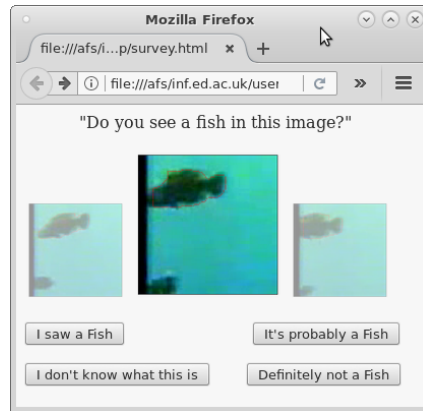 Mozilla Firefox
file:///afs/i...p/survey.html
file:///afs/inf.ed.ac.uk/user
"Do you see a fish in this image?"
I saw a Fish
It's probably a Fish
I don't know what this is
Definitely not a Fish